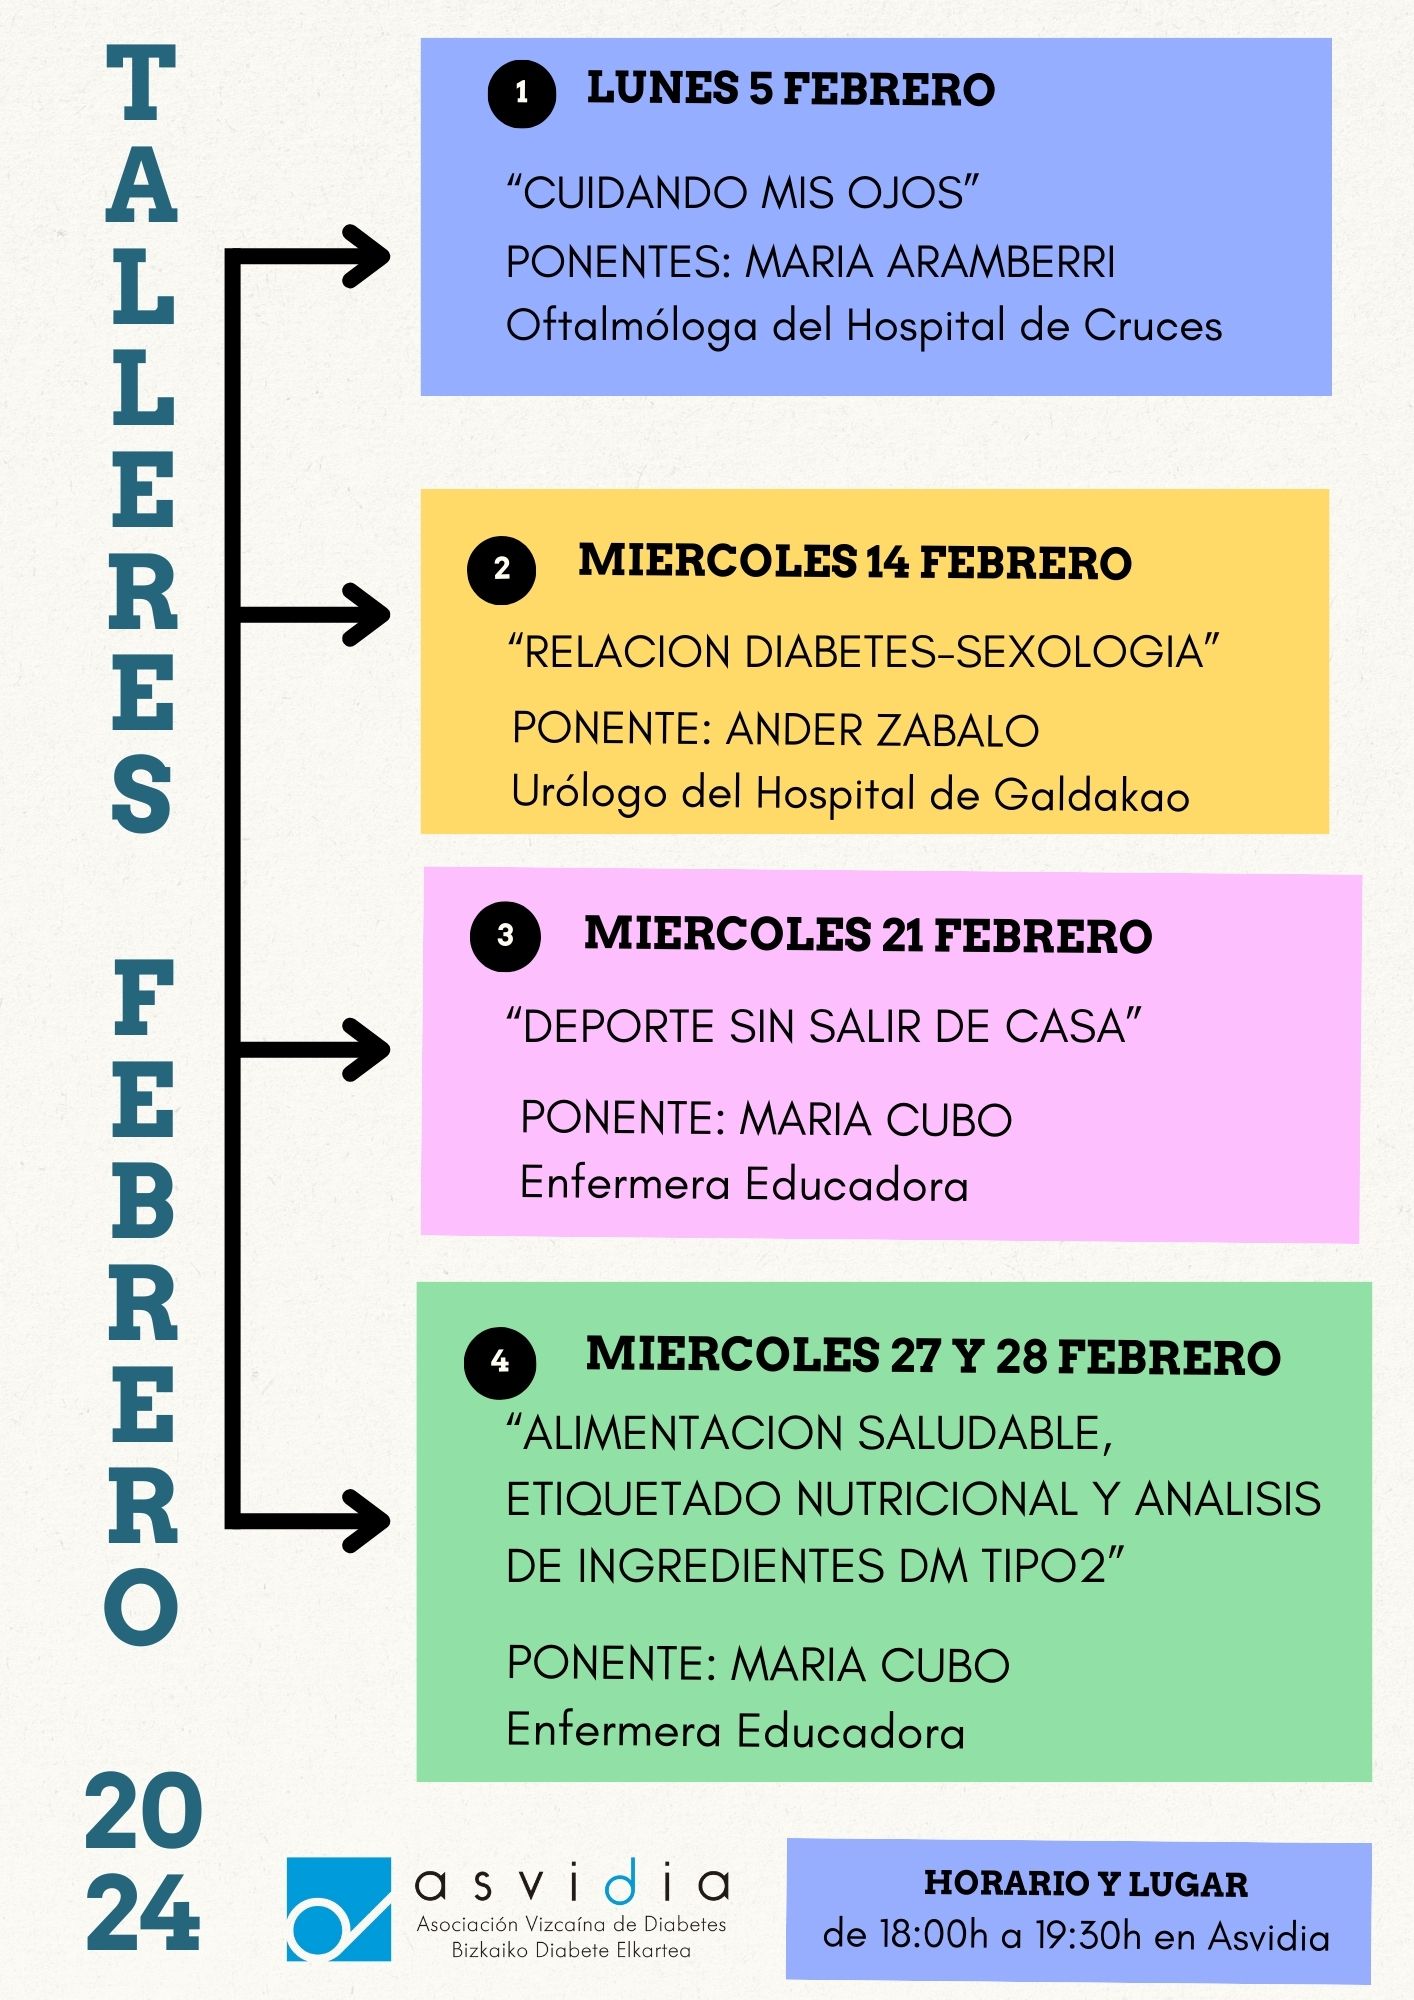 TALLERES FEBRERO
20
24
1 LUNES 5 FEBRERO
“CUIDANDO MIS OJOS”
PONENTES: MARIA ARAMBERRI
Oftalmóloga del Hospital de Cruces
2 MIERCOLES 14 FEBRERO
“RELACION DIABETES-SEXOLOGIA”
PONENTE: ANDER ZABALO
Urólogo del Hospital de Galdakao
3 MIERCOLES 21 FEBRERO
“DEPORTE SIN SALIR DE CASA”
PONENTE: MARIA CUBO
Enfermera Educadora
4 MIERCOLES 27 Y 28 FEBRERO
“ALIMENTACION SALUDABLE,
ETIQUETADO NUTRICIONAL Y ANALISIS
DE INGREDIENTES DM TIPO2”
PONENTE: MARIA CUBO
Enfermera Educadora
asvidia
Asociación Vizcaína de Diabetes
Bizkaiko Diabete Elkartea
HORARIO Y LUGAR
de 18:00h a 19:30h en Asvidia